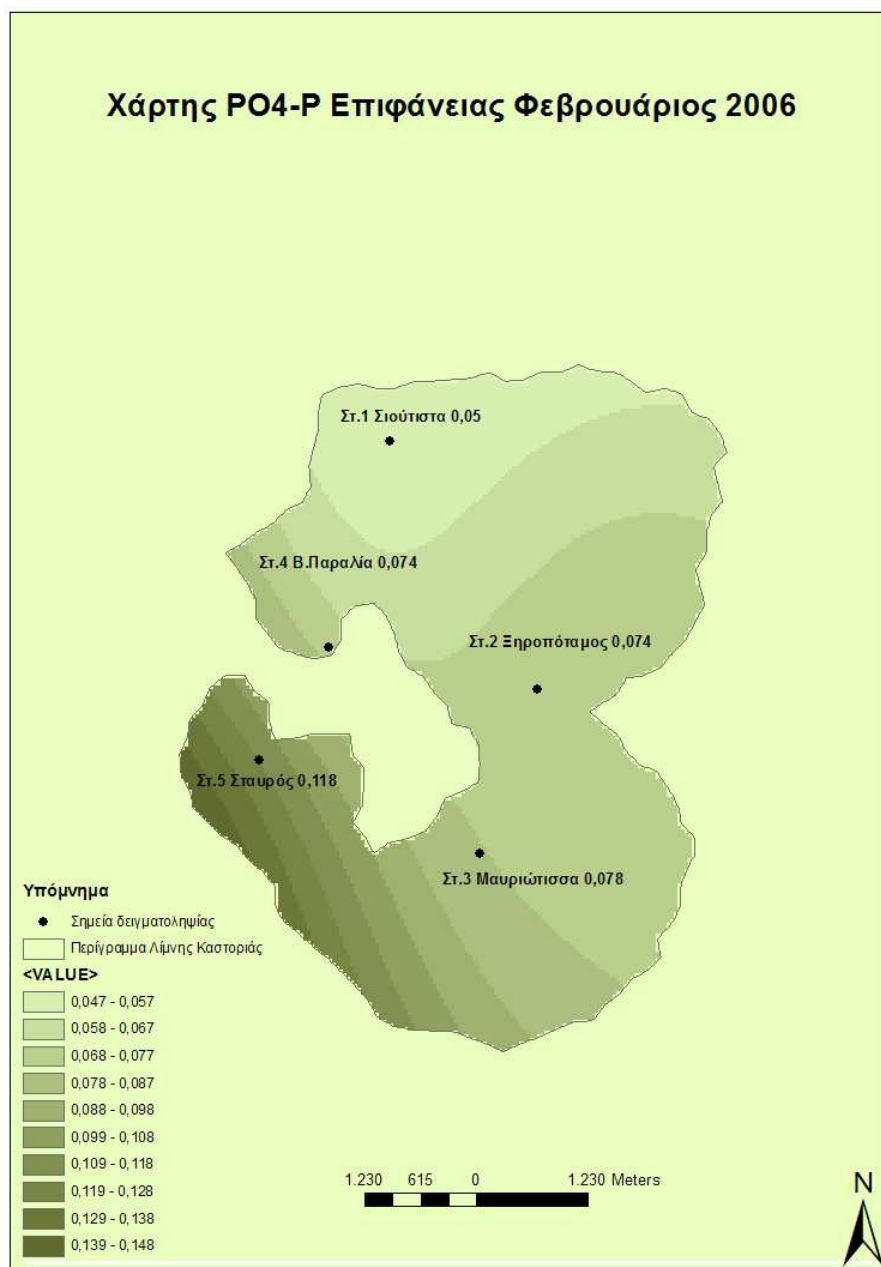 Χάρτης PO4-P Επιφάνειας Φεβρουάριος 2006
Στ.1 Σιούτιστα 0,05
Στ.4 Β.Παραλία 0,074
Στ.2 Ξηροπόταμος 0,074
Στ.5 Σταυρός 0,118
Στ.3 Μαυριώτισσα 0,078
Υπόμνημα
Σημεία δειγματοληψίας
Περίγραμμα Λίμνης Καστοριάς
<VALUE>
0,047 - 0,057
0,058 - 0,067
0,068 - 0,077
0,078 - 0,087
0,088 - 0,098
0,099 - 0,108
0,109 - 0,118
0,119 - 0,128
0,129 - 0,138
0,139 - 0,148
1.230 615 0 1.230 Meters
N